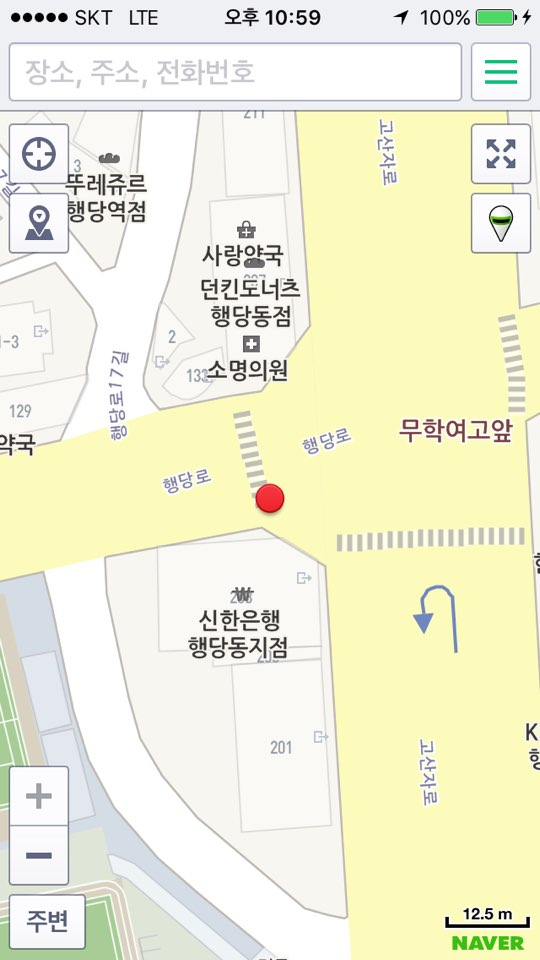 SKT LTE 오후 10:59 100%
장소, 주소, 전화번호
211
고산자로
3
뚜레쥬르
행당역점
사랑약국
던킨도너츠
행당동점
2
소명의원
129
행당로17길
약국
행당로
행당로
무학여고앞
신한은행
행당동지점
201
고산자로
주변
12.5 m
NAVER